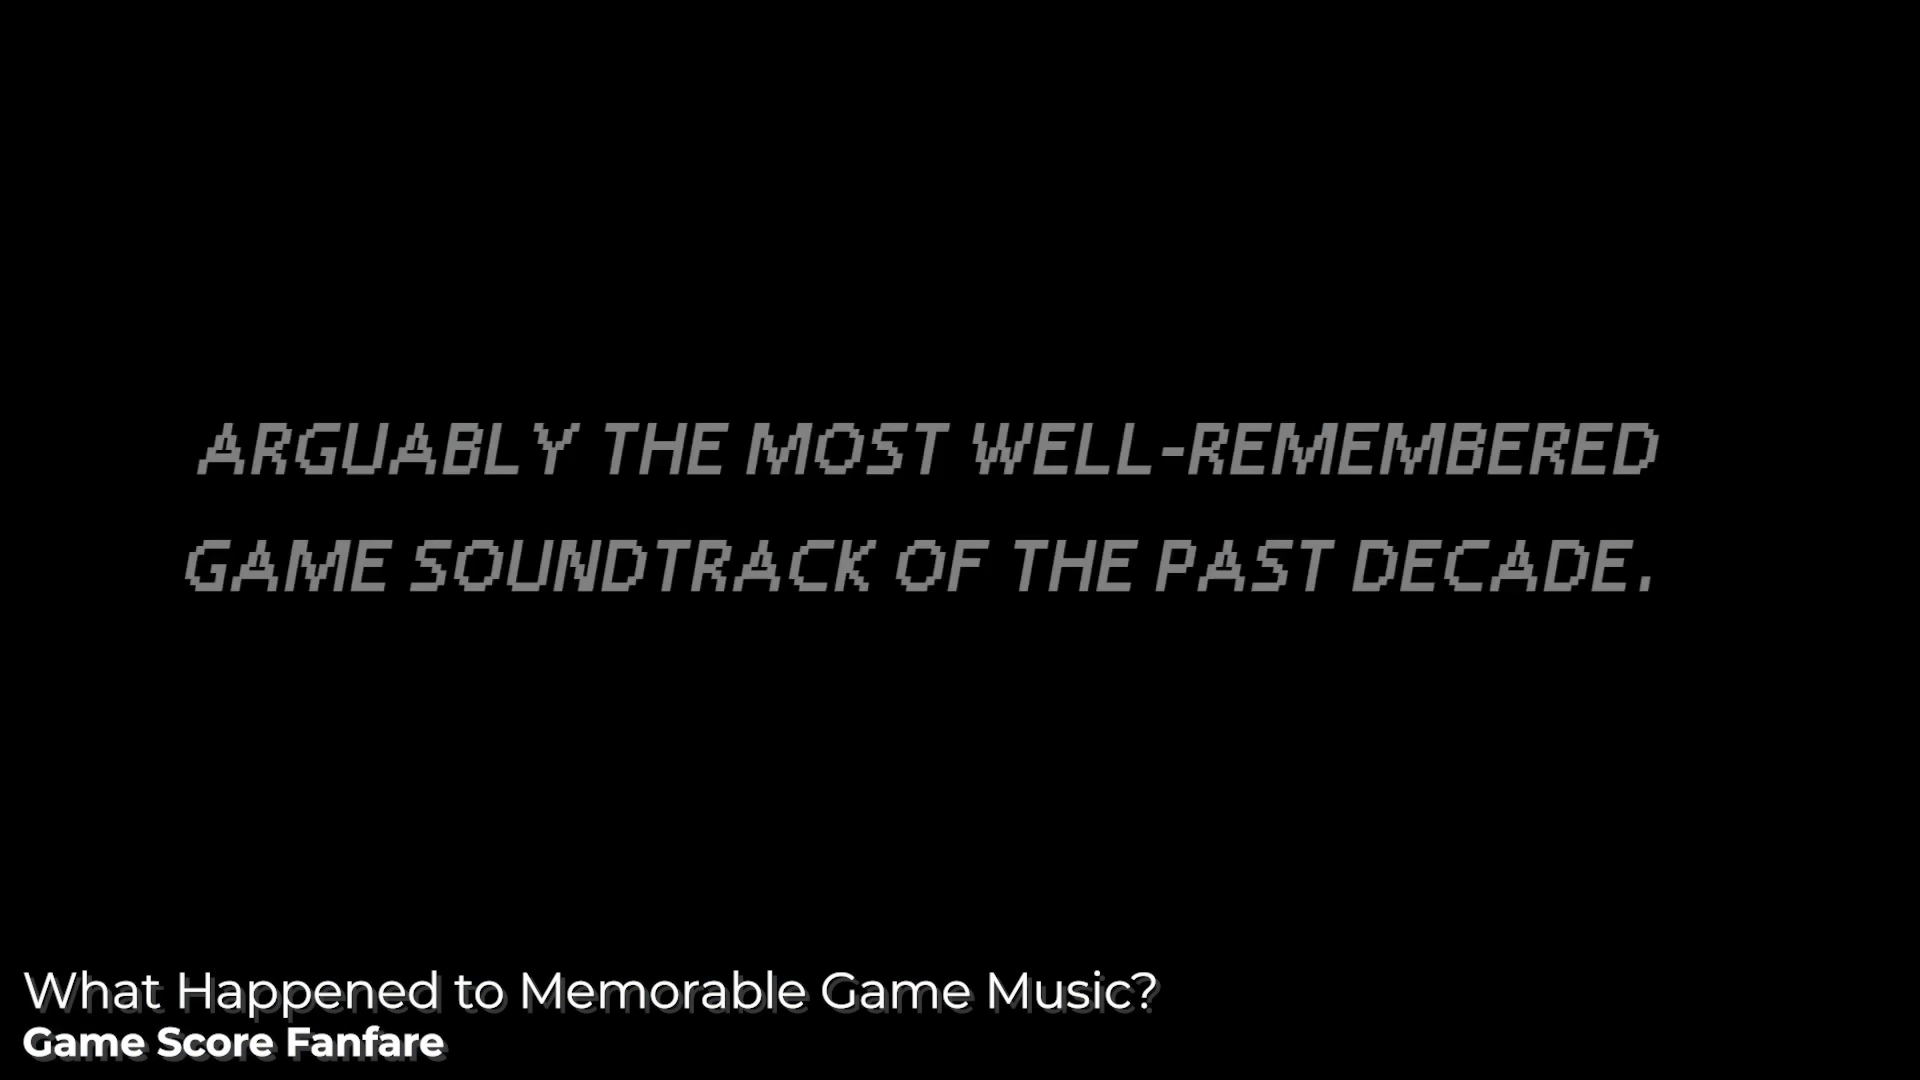 ARGUABLY THE MOST WELL-REMEMBERED
GAME SOUNDTRACK OF THE PAST DECADE.
What Happened to Memorable Game Music?
Game Score Fanfare